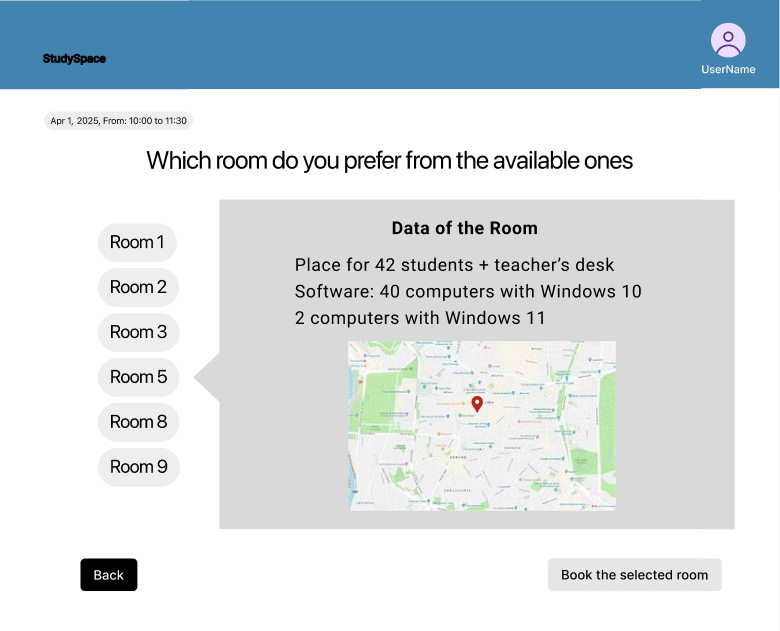 StudySpace
UserName
Apr 1, 2025, From: 10:00 to 11:30
Which room do you prefer from the available ones
Room 1
Room 2
Room 3
Room 5
Room 8
Room 9
Data of the Room
Place for 42 students + teacher’s desk
Software: 40 computers with Windows 10
2 computers with Windows 11
Back
Book the selected room